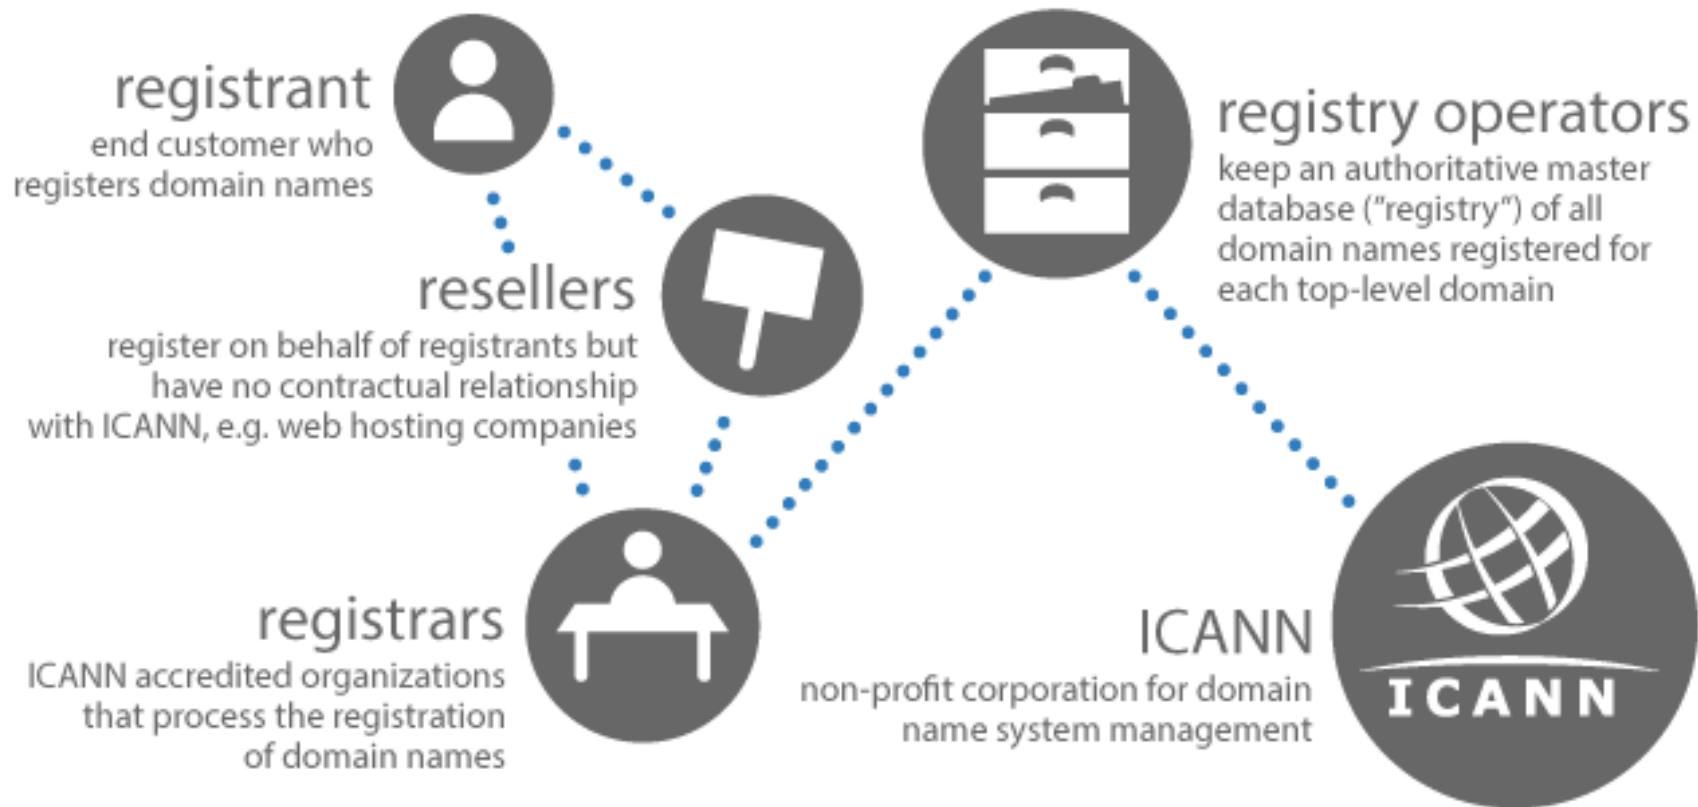 registrant
end customer who
registers domain names
resellers
register on behalf of registrants but
have no contractual relationship
with ICANN, e.g. web hosting companies
registrars
ICANN accredited organizations
that process the registration
of domain names
registry operators
keep an authoritative master
database (“registry”) of all
domain names registered for
each top-level domain
ICANN
non-profit corporation for domain
name system management
ICANN